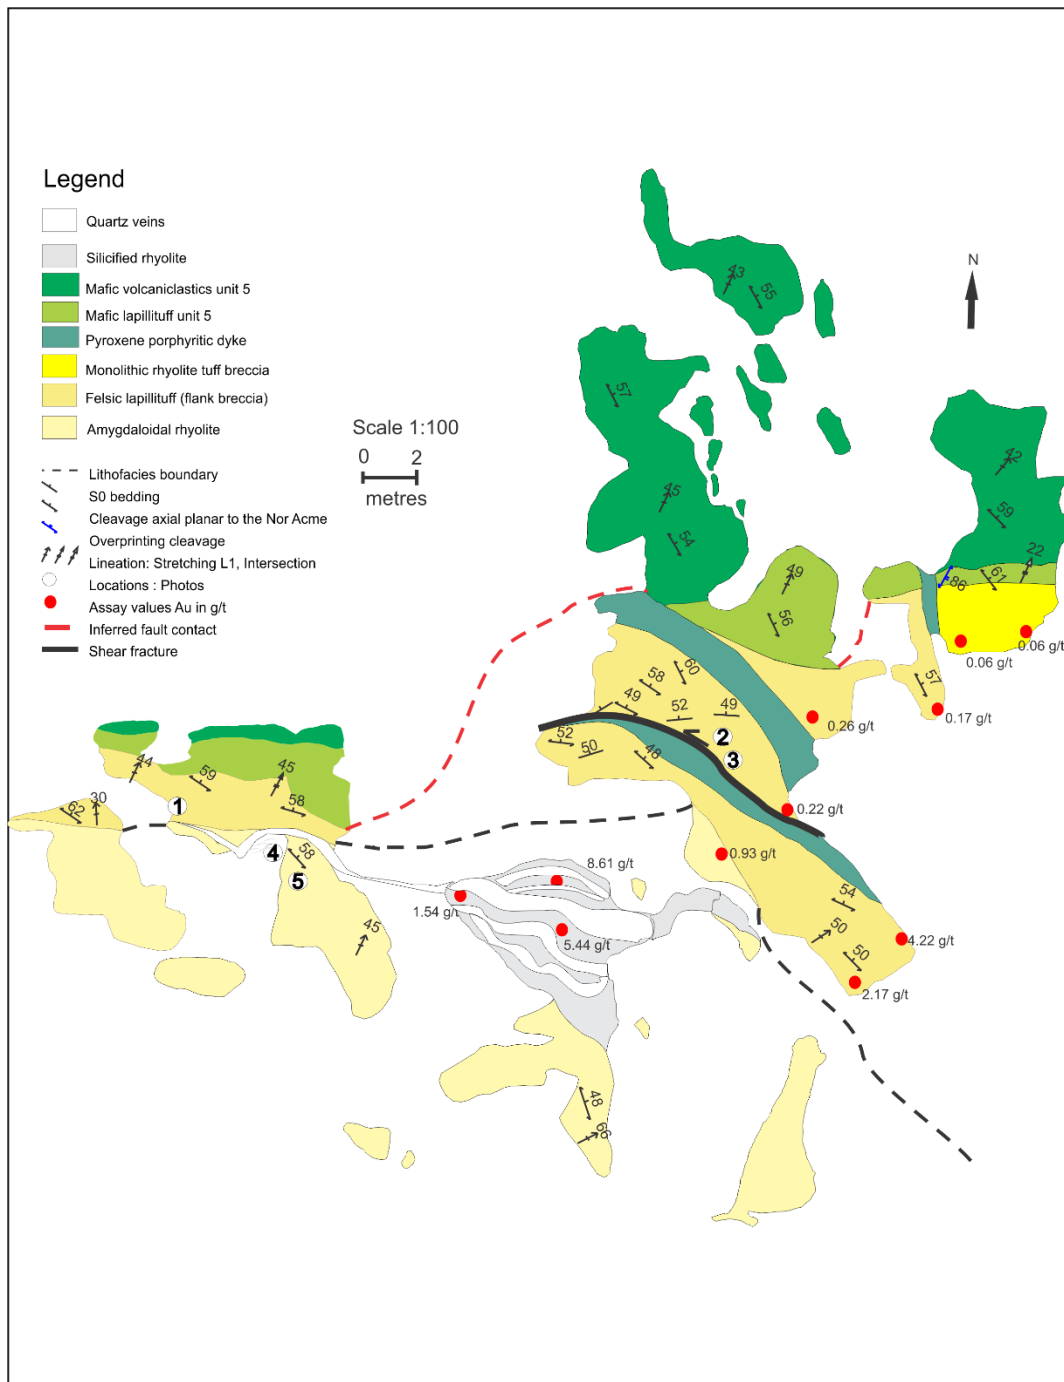 Legend
Quartz veins
Silicified rhyolite
Mafic volcaniclastics unit 5
Mafic lapillituff unit 5
Pyroxene porphyritic dyke
Monolithic rhyolite tuff breccia
Felsic lapillituff (flank breccia)
Amygdaloidal rhyolite
Lithofacies boundary
S0 bedding
Cleavage axial planar to the Nor Acme
Overprinting cleavage
Lineation: Stretching L1, Intersection
Locations : Photos
Assay values Au in g/t
Inferred fault contact
Shear fracture
Scale 1:100
0 2
metres
N
43
55
57
45
54
49
56
42
59
22
61
86
0.06 g/t
0.06 g/t
57
0.17 g/t
0.26 g/t
60
58
49
52
49
2
3
52
50
48
0.22 g/t
0.93 g/t
54
50
50
4.22 g/t
2.17 g/t
44
59
45
58
30
62
1
4
58
5
45
8.61 g/t
1.54 g/t
5.44 g/t
48
66